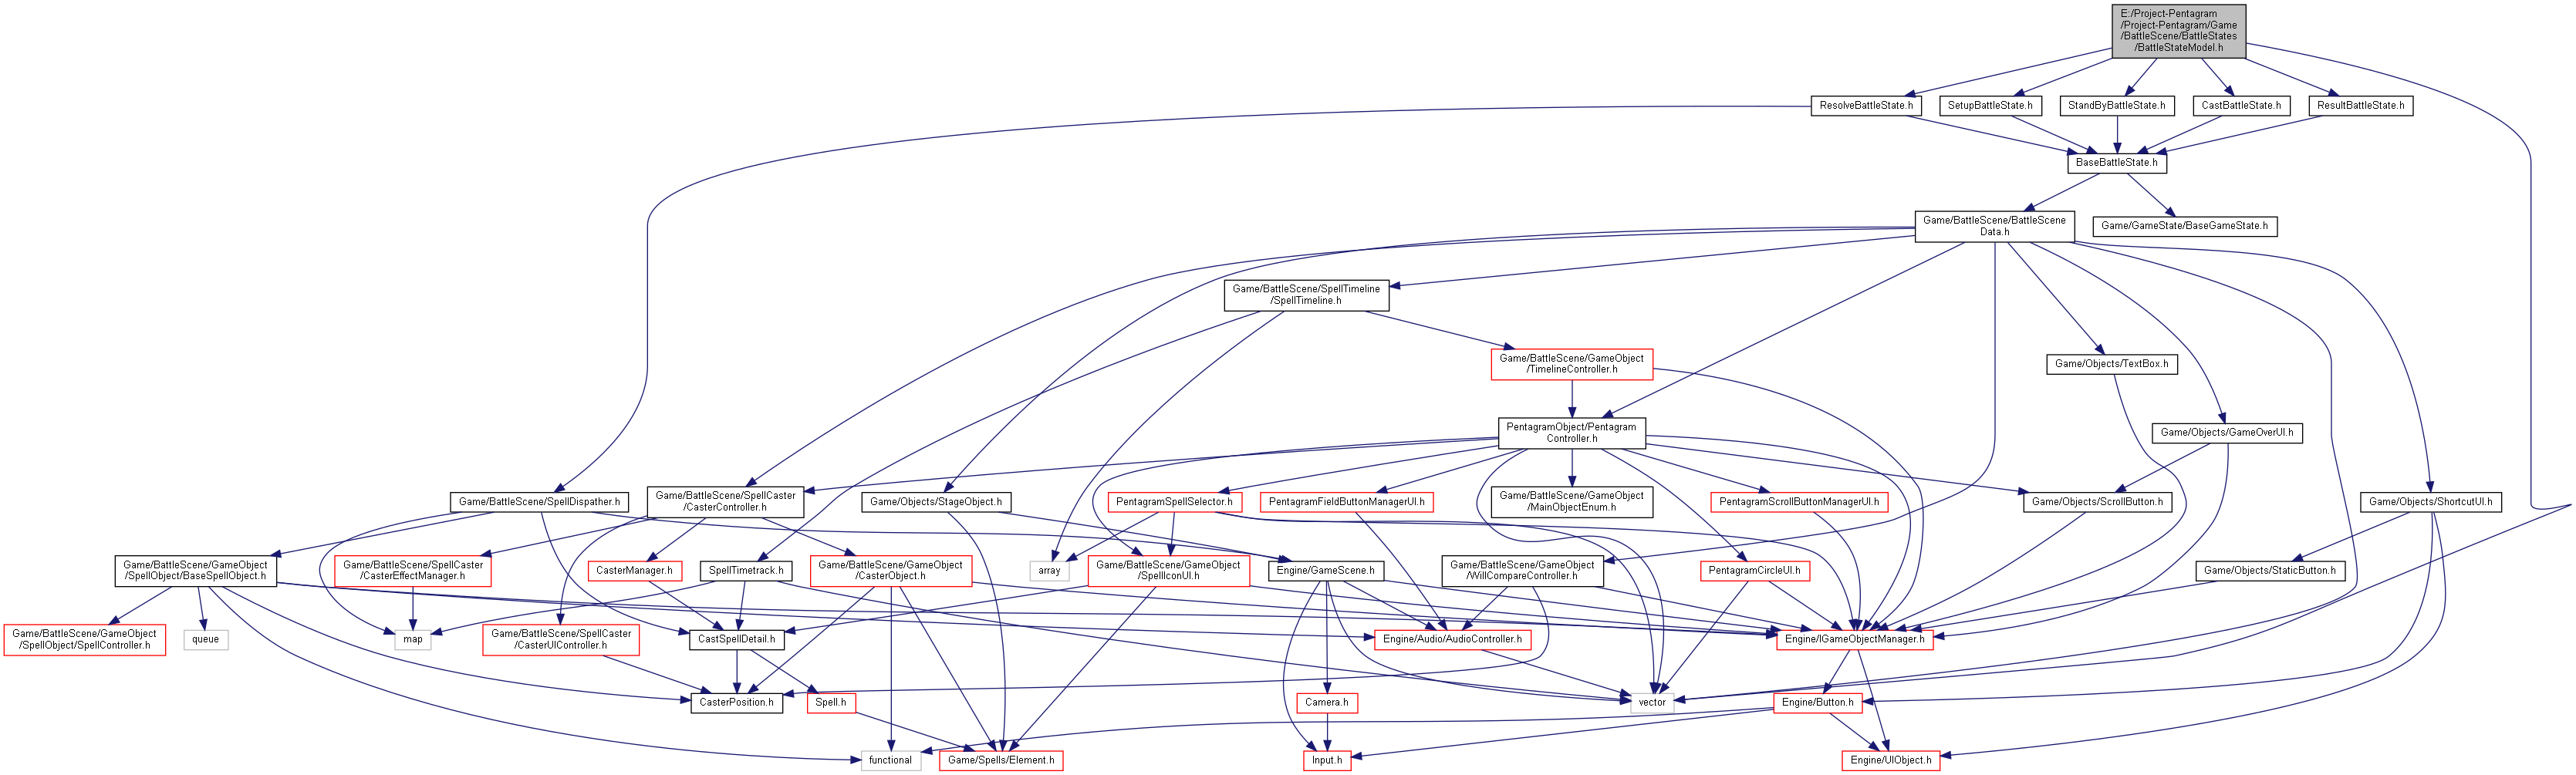 E:/Project-Pentagram
/Project-Pentagram/Game
/BattleScene/BattleStates
/BattleStateModel.h
ResolveBattleState.h
SetupBattleState.h
StandByBattleState.h
CastBattleState.h
ResultBattleState.h
BaseBattleState.h
Game/BattleScene/BattleScene
Data.h
Game/GameState/BaseGameState.h
Game/BattleScene/SpellTimeline
/SpellTimeline.h
Game/BattleScene/GameObject
/TimelineController.h
Game/Objects/TextBox.h
PentagramObject/Pentagram
Controller.h
Game/Objects/GameOverUI.h
Game/BattleScene/SpellDispather.h
Game/BattleScene/SpellCaster
/CasterController.h
Game/Objects/StageObject.h
PentagramSpellSelector.h
PentagramFieldButtonManagerUI.h
Game/BattleScene/GameObject
/MainObjectEnum.h
PentagramScrollButtonManagerUI.h
Game/Objects/ScrollButton.h
Game/Objects/ShortcutUI.h
Game/BattleScene/GameObject
/SpellObject/BaseSpellObject.h
Game/BattleScene/SpellCaster
/CasterEffectManager.h
CasterManager.h
SpellTimetrack.h
Game/BattleScene/GameObject
/CasterObject.h
array
Game/BattleScene/GameObject
/SpellIconUI.h
Engine/GameScene.h
Game/BattleScene/GameObject
/WillCompareController.h
PentagramCircleUI.h
Game/Objects/StaticButton.h
Game/BattleScene/GameObject
/SpellObject/SpellController.h
queue
map
Game/BattleScene/SpellCaster
/CasterUIController.h
CastSpellDetail.h
Engine/Audio/AudioController.h
Engine/IGameObjectManager.h
CasterPosition.h
Spell.h
Camera.h
vector
Engine/Button.h
functional
Game/Spells/Element.h
Input.h
Engine/UIObject.h